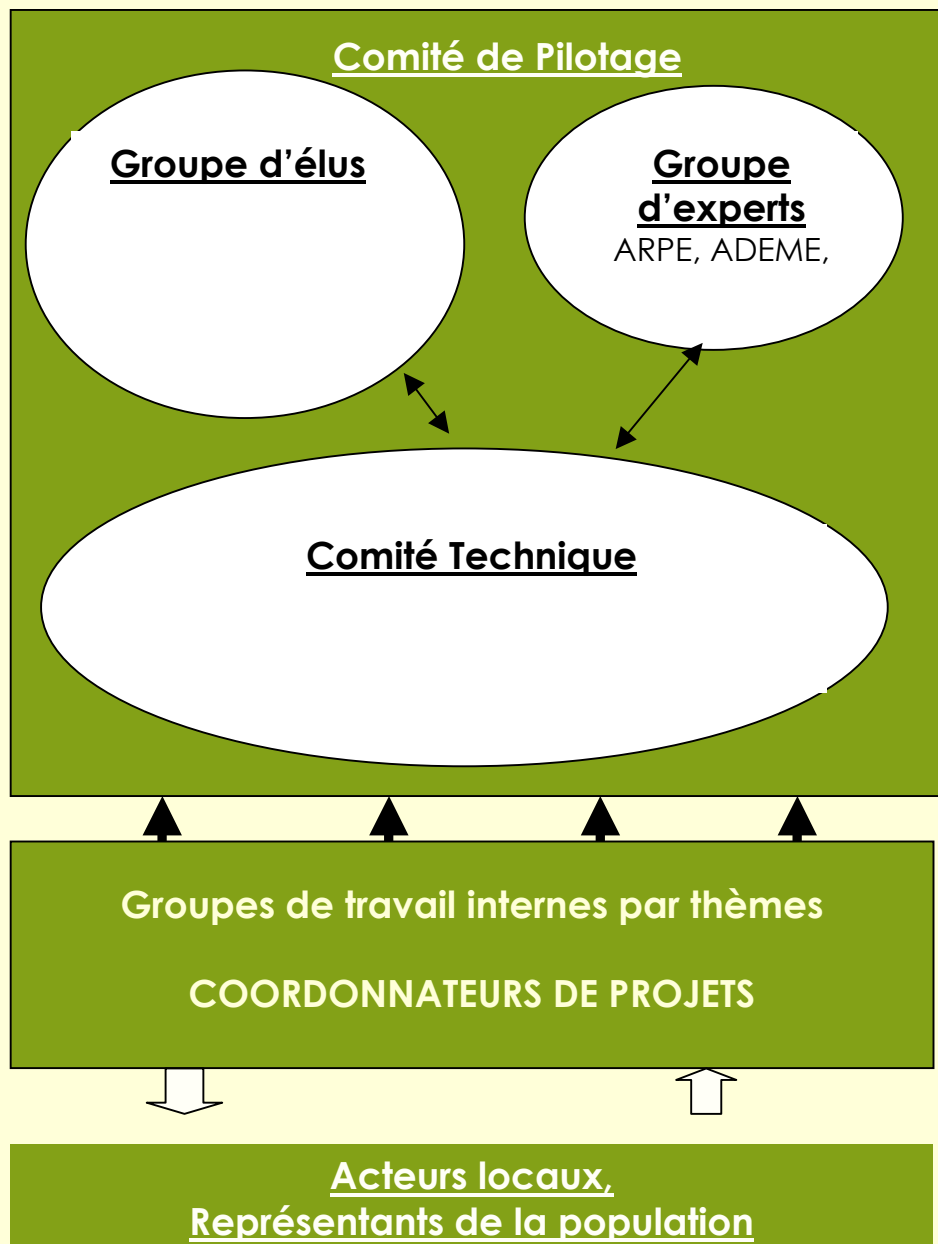 Comité de Pilotage
Groupe d’élus
Groupe
d’experts
ARPE, ADEME,
Comité Technique
Groupes de travail internes par thèmes
COORDONNATEURS DE PROJETS
Acteurs locaux,
Représentants de la population